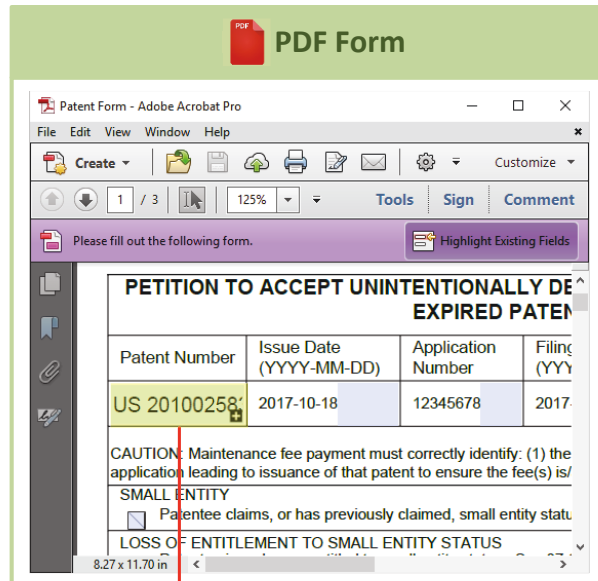 PDF
PDF Form
Patent Form - Adobe Acrobat Pro
File Edit View Window Help
Create
Customize
1 / 3
125%
Tools Sign Comment
Please fill out the following form.
Highlight Existing Fields
PETITION TO ACCEPT UNINTENTIONALLY DE
EXPIRED PATEN
Patent Number
Issue Date
(YYYY-MM-DD)
Application
Number
Filing
(YYY
US 20100258
2017-10-18
12345678
2017-
CAUTION: Maintenance fee payment must correctly identify: (1) the
application leading to issuance of that patent to ensure the fee(s) is/
SMALL ENTITY
Patentee claims, or has previously claimed, small entity statu
LOSS OF ENTITLEMENT TO SMALL ENTITY STATUS
8.27 x 11.70 in